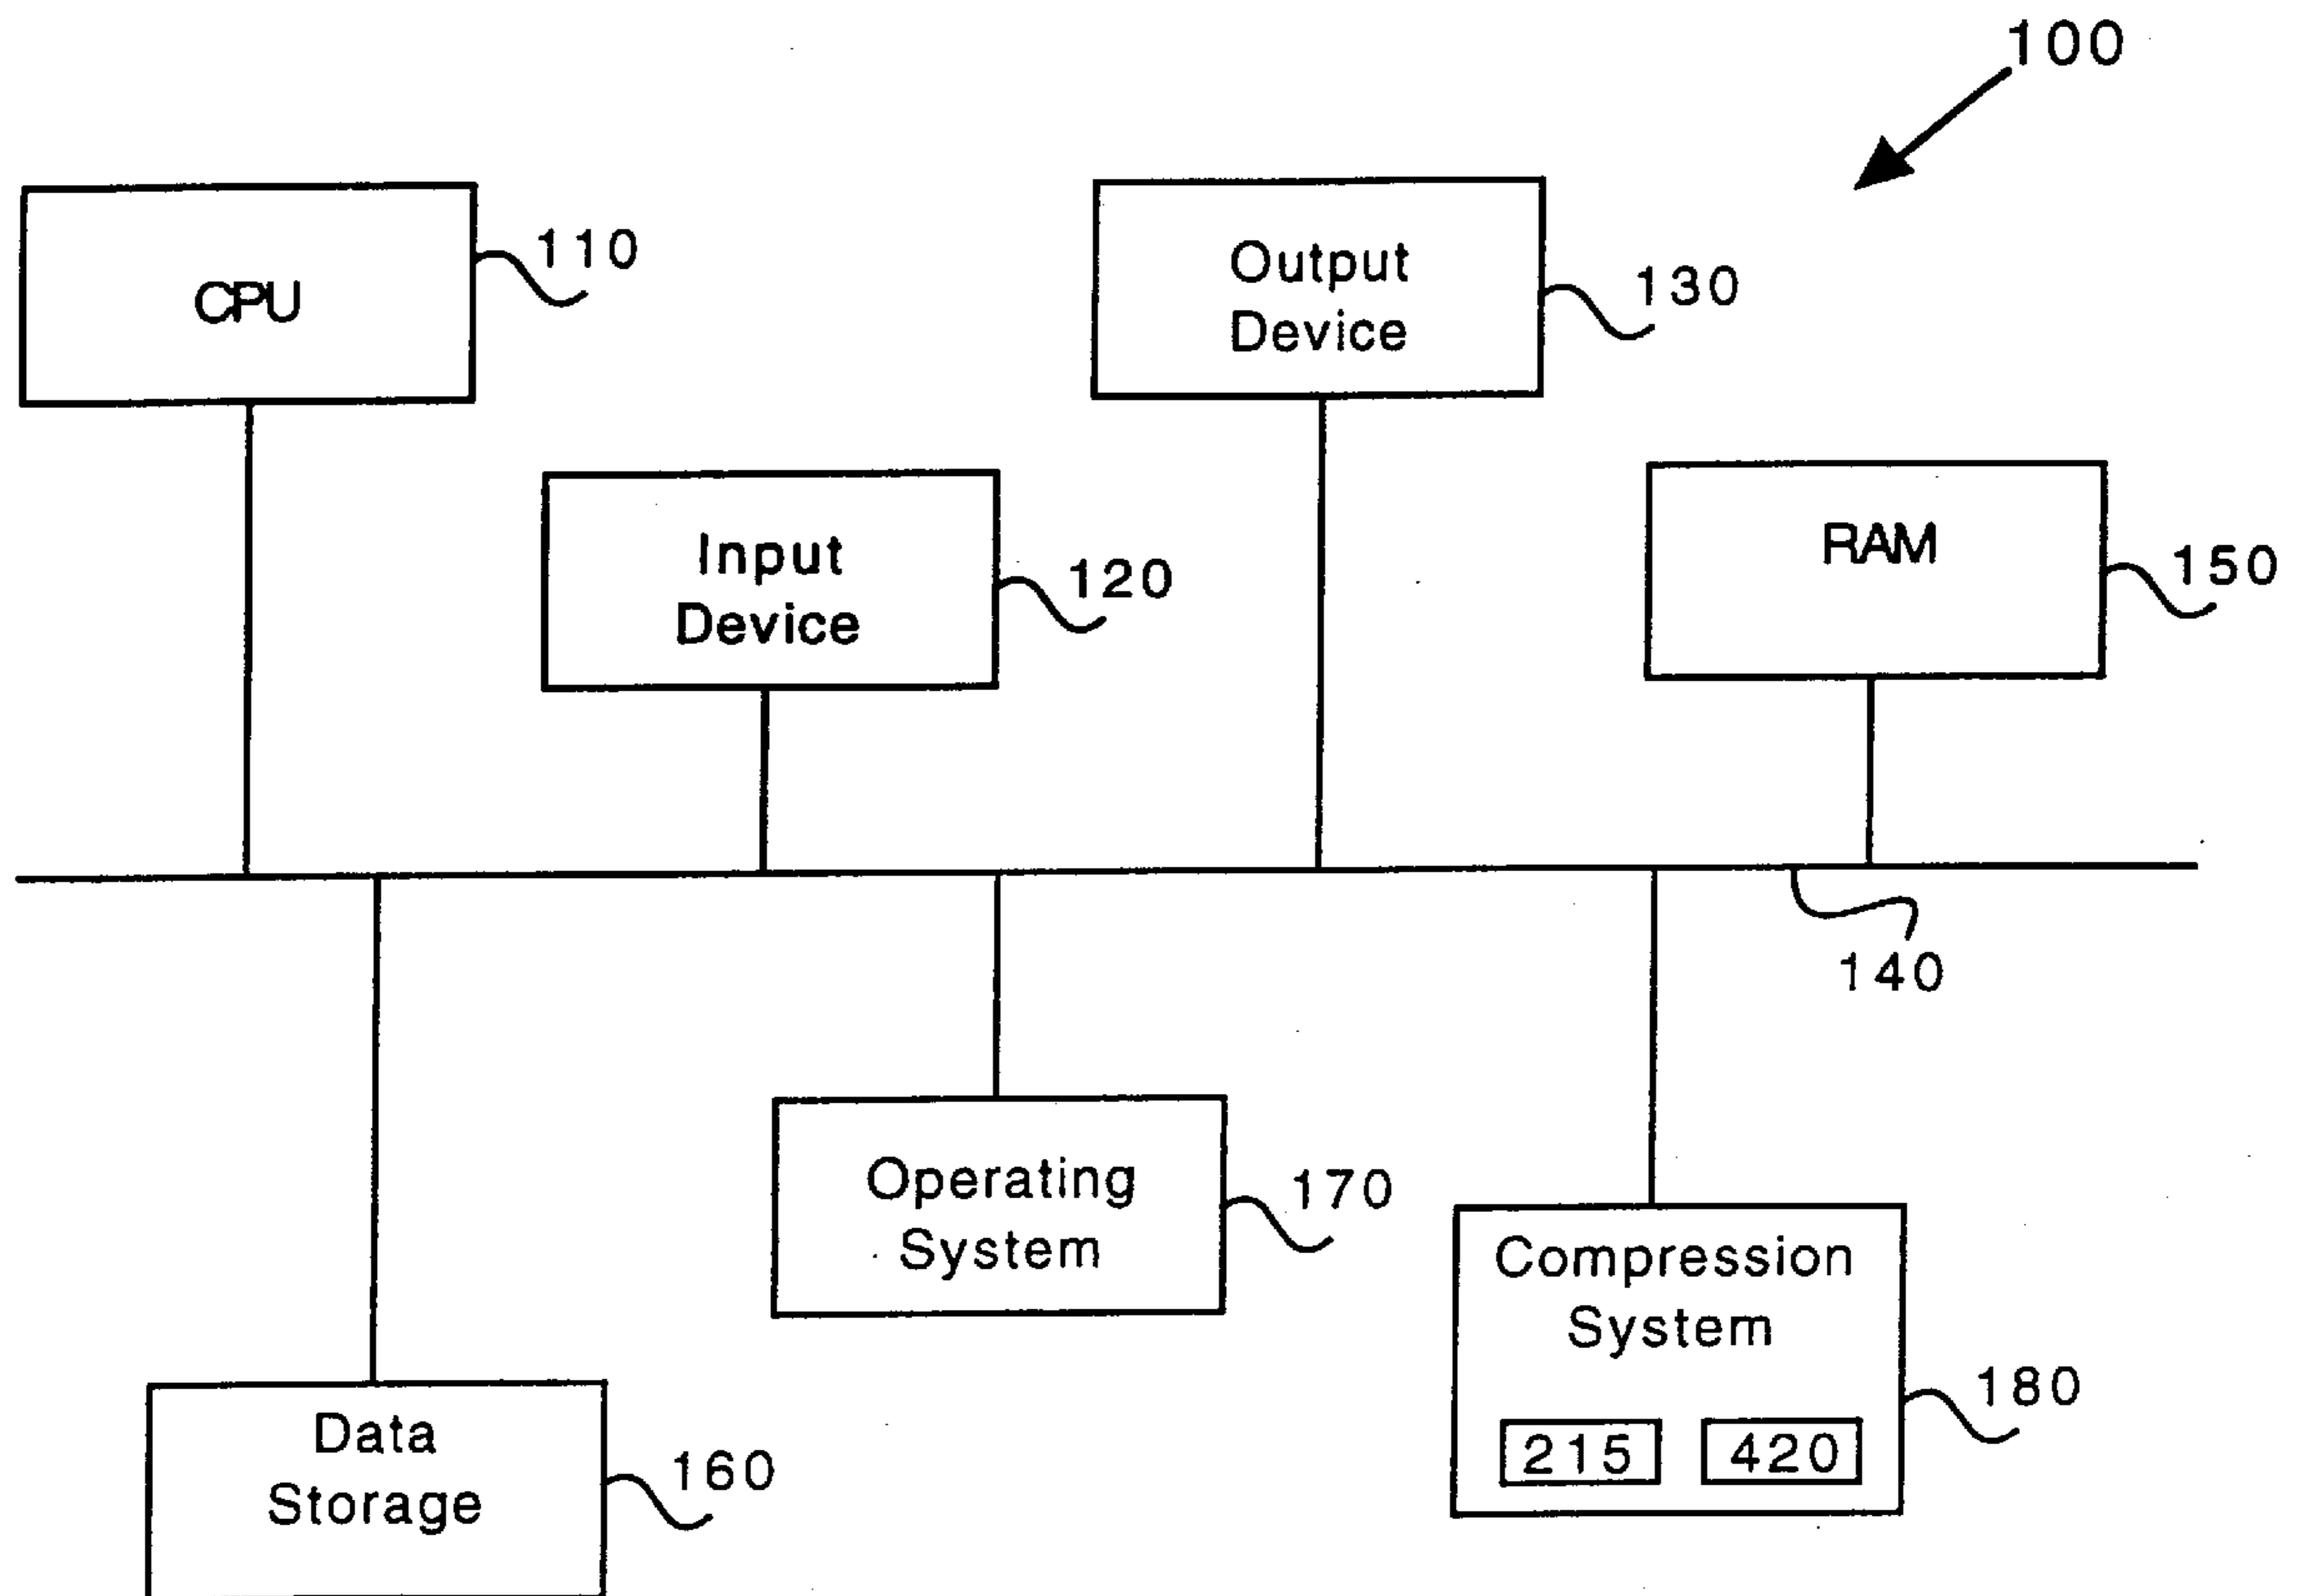 100
CPU
110
Output
Device
130
Input
Device
120
RAM
150
140
Operating
System
170
Compression
System
215
420
180
Data
Storage
160